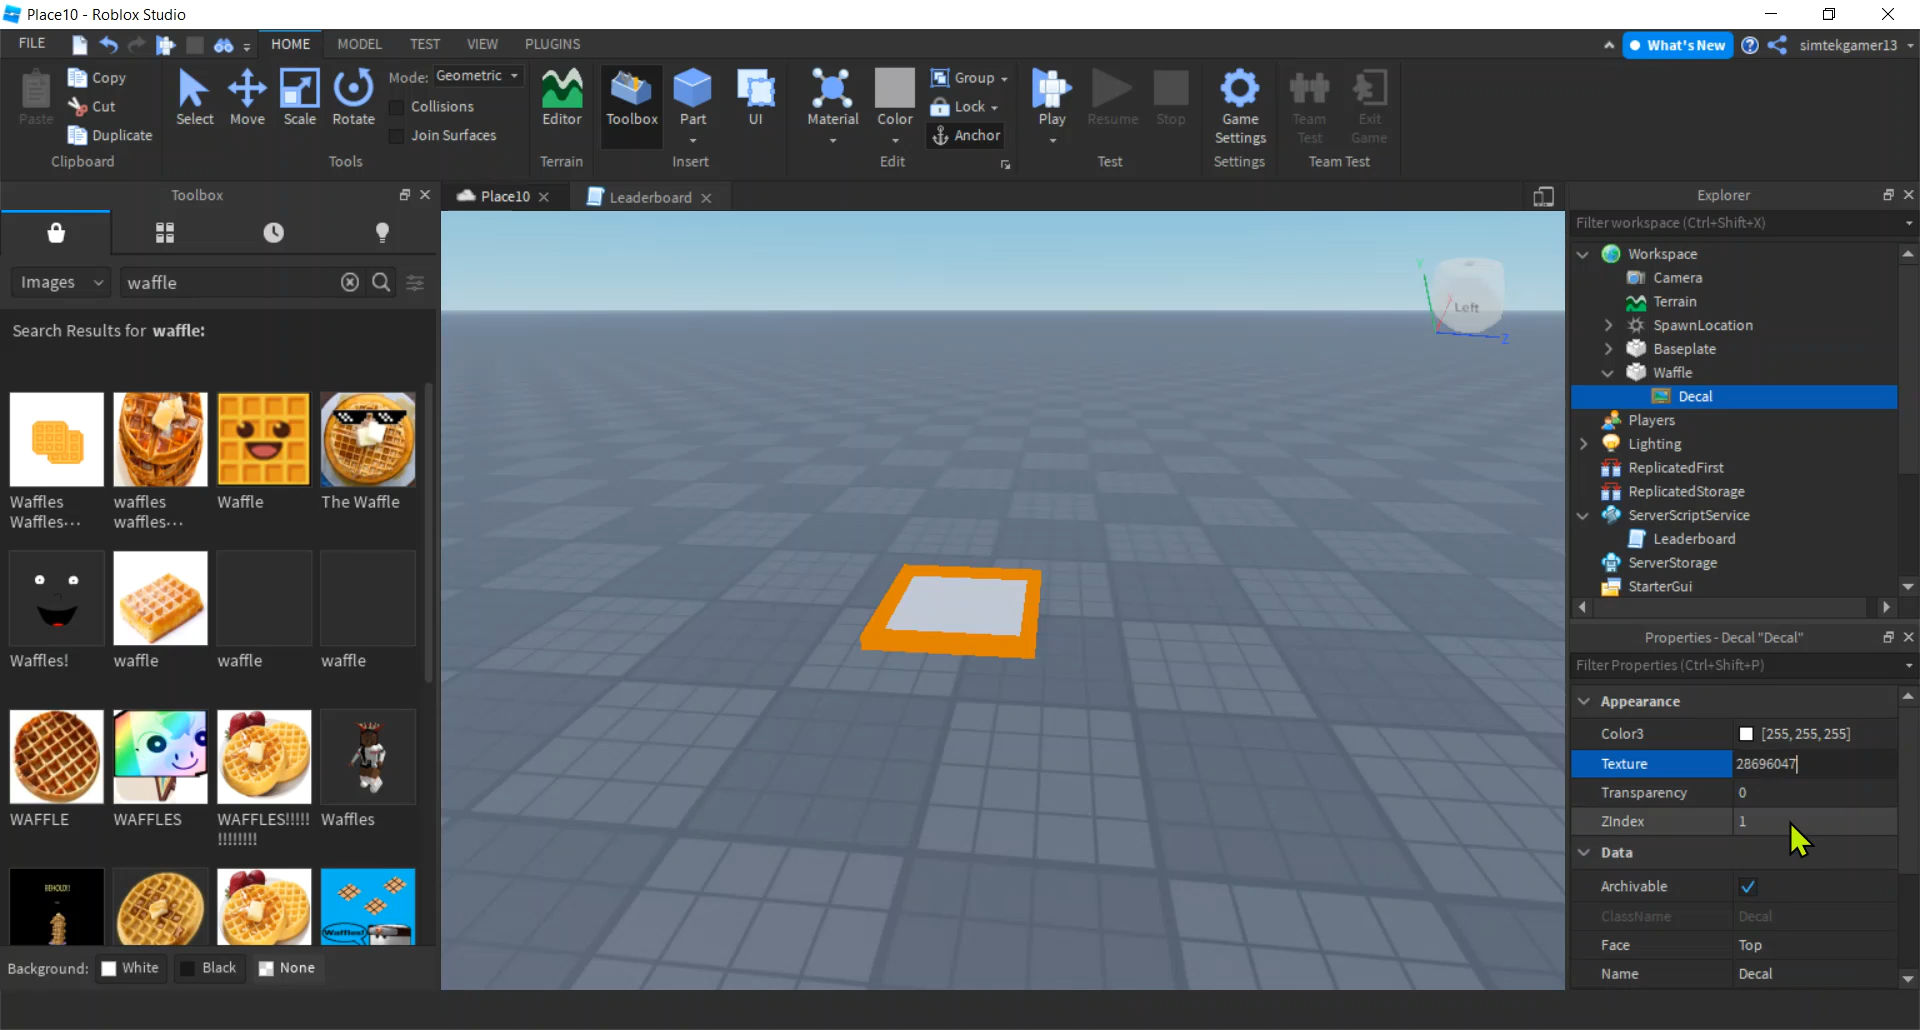 Place10 - Roblox Studio
FILE HOME MODEL TEST VIEW PLUGINS What's New simtekgamer13
Paste Copy Cut Duplicate Clipboard
Select Move Scale Rotate Mode: Geometric Collisions Join Surfaces Tools
Editor Terrain
Toolbox Part UI Insert
Material Color Group Lock Anchor Edit
Play Resume Stop Test
Game Settings Settings
Team Test Exit Game Team Test
Toolbox
Images waffle
Search Results for waffle:
Waffles Waffles... waffles waffles... Waffle The Waffle
Waffles! waffle waffle waffle
WAFFLE WAFFLES WAFFLES!!!!! !!!!!!!!! Waffles
BEHOLD!! Waffles!
Background: White Black None
Place10 Leaderboard
Y Left Z
Explorer
Filter workspace (Ctrl+Shift+X)
Workspace
Camera
Terrain
SpawnLocation
Baseplate
Waffle
Decal
Players
Lighting
ReplicatedFirst
ReplicatedStorage
ServerScriptService
Leaderboard
ServerStorage
StarterGui
Properties - Decal "Decal"
Filter Properties (Ctrl+Shift+P)
Appearance
Color3 [255, 255, 255]
Texture 28696047
Transparency 0
ZIndex 1
Data
Archivable
ClassName Decal
Face Top
Name Decal